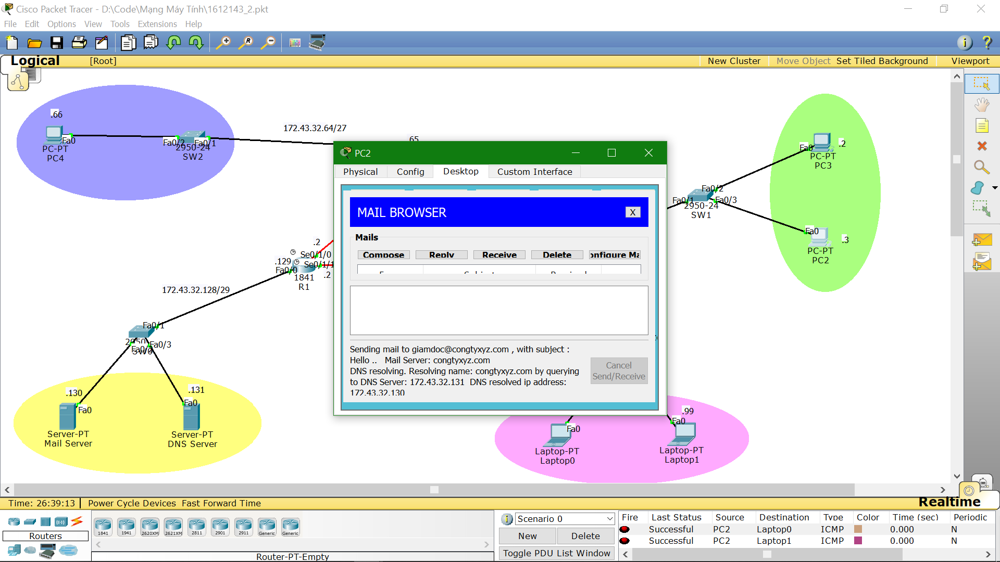 Cisco Packet Tracer - D:\Code\Mạng Máy Tính\1612143_2.pkt
File Edit Options View Tools Extensions Help
Logical [Root] New Cluster Move Object Set Tiled Background Viewport
.66
Fa0
PC-PT
PC4
Fa0/2 Fa0/1
2950-24
SW2
172.43.32.64/27
.65
PC2
Physical Config Desktop Custom Interface
MAIL BROWSER X
Mails
Compose Reply Receive Delete onfigure Ma
Sending mail to giamdoc@congtyxyz.com , with subject :
Hello .. Mail Server: congtyxyz.com
DNS resolving. Resolving name: congtyxyz.com by querying
to DNS Server: 172.43.32.131 DNS resolved ip address:
172.43.32.130
Cancel
Send/Receive
Fa0 .2
PC-PT
PC3
Fa0/2
Fa0/1 Fa0/3
2950-24
SW1
Fa0 .3
PC-PT
PC2
.2
Se0/1/0
.129 Se0/1/1
Fa0/0 .2
1841
R1
172.43.32.128/29
Fa0/1
Fa0/3
SW0
.130
Fa0
Server-PT
Mail Server
.131
Fa0
Server-PT
DNS Server
Fa0
Laptop-PT
Laptop0
.99
Fa0
Laptop-PT
Laptop1
Time: 26:39:13 Power Cycle Devices Fast Forward Time Realtime
Routers
1841 1941 2620XM 2621XM 2811 2901 2911 Generic Generic
Router-PT-Empty
Scenario 0
New Delete
Toggle PDU List Window
Fire Last Status Source Destination Type Color Time (sec) Periodic
Successful PC2 Laptop0 ICMP 0.000 N
Successful PC2 Laptop1 ICMP 0.000 N